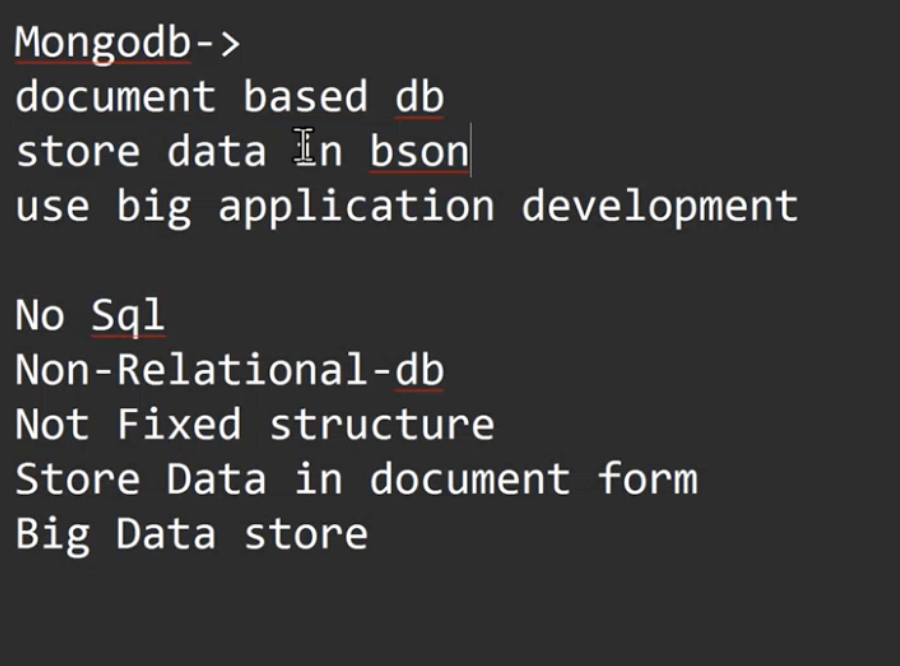 Mongodb->
document based db
store data in bson
use big application development
No Sql
Non-Relational-db
Not Fixed structure
Store Data in document form
Big Data store